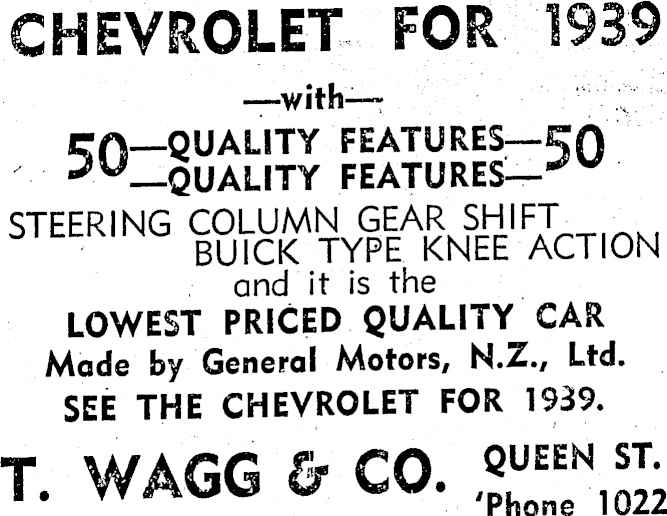 CHEVROLET FOR 1939
—with—
50—QUALITY FEATURES—50
—QUALITY FEATURES—
STEERING COLUMN GEAR SHIFT
BUICK TYPE KNEE ACTION
and it is the
LOWEST PRICED QUALITY CAR
Made by General Motors, N.Z., Ltd.
SEE THE CHEVROLET FOR 1939.
T. WAGG & CO. QUEEN ST.
'Phone 1022